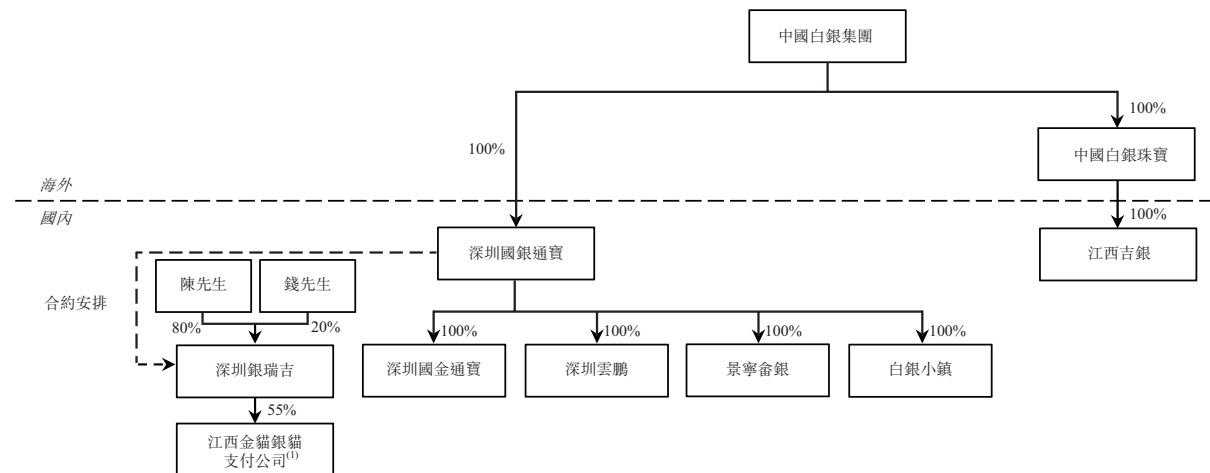 中國白銀集團
100%
100%
中國白銀珠寶
海外
國內
100%
深圳國銀通寶
江西吉銀
陳先生
錢先生
合約安排
80%
20%
100%
100%
100%
100%
深圳銀瑞吉
深圳國金通寶
深圳雲鵬
景寧畲銀
白銀小鎮
55%
江西金貓銀貓
支付公司(1)